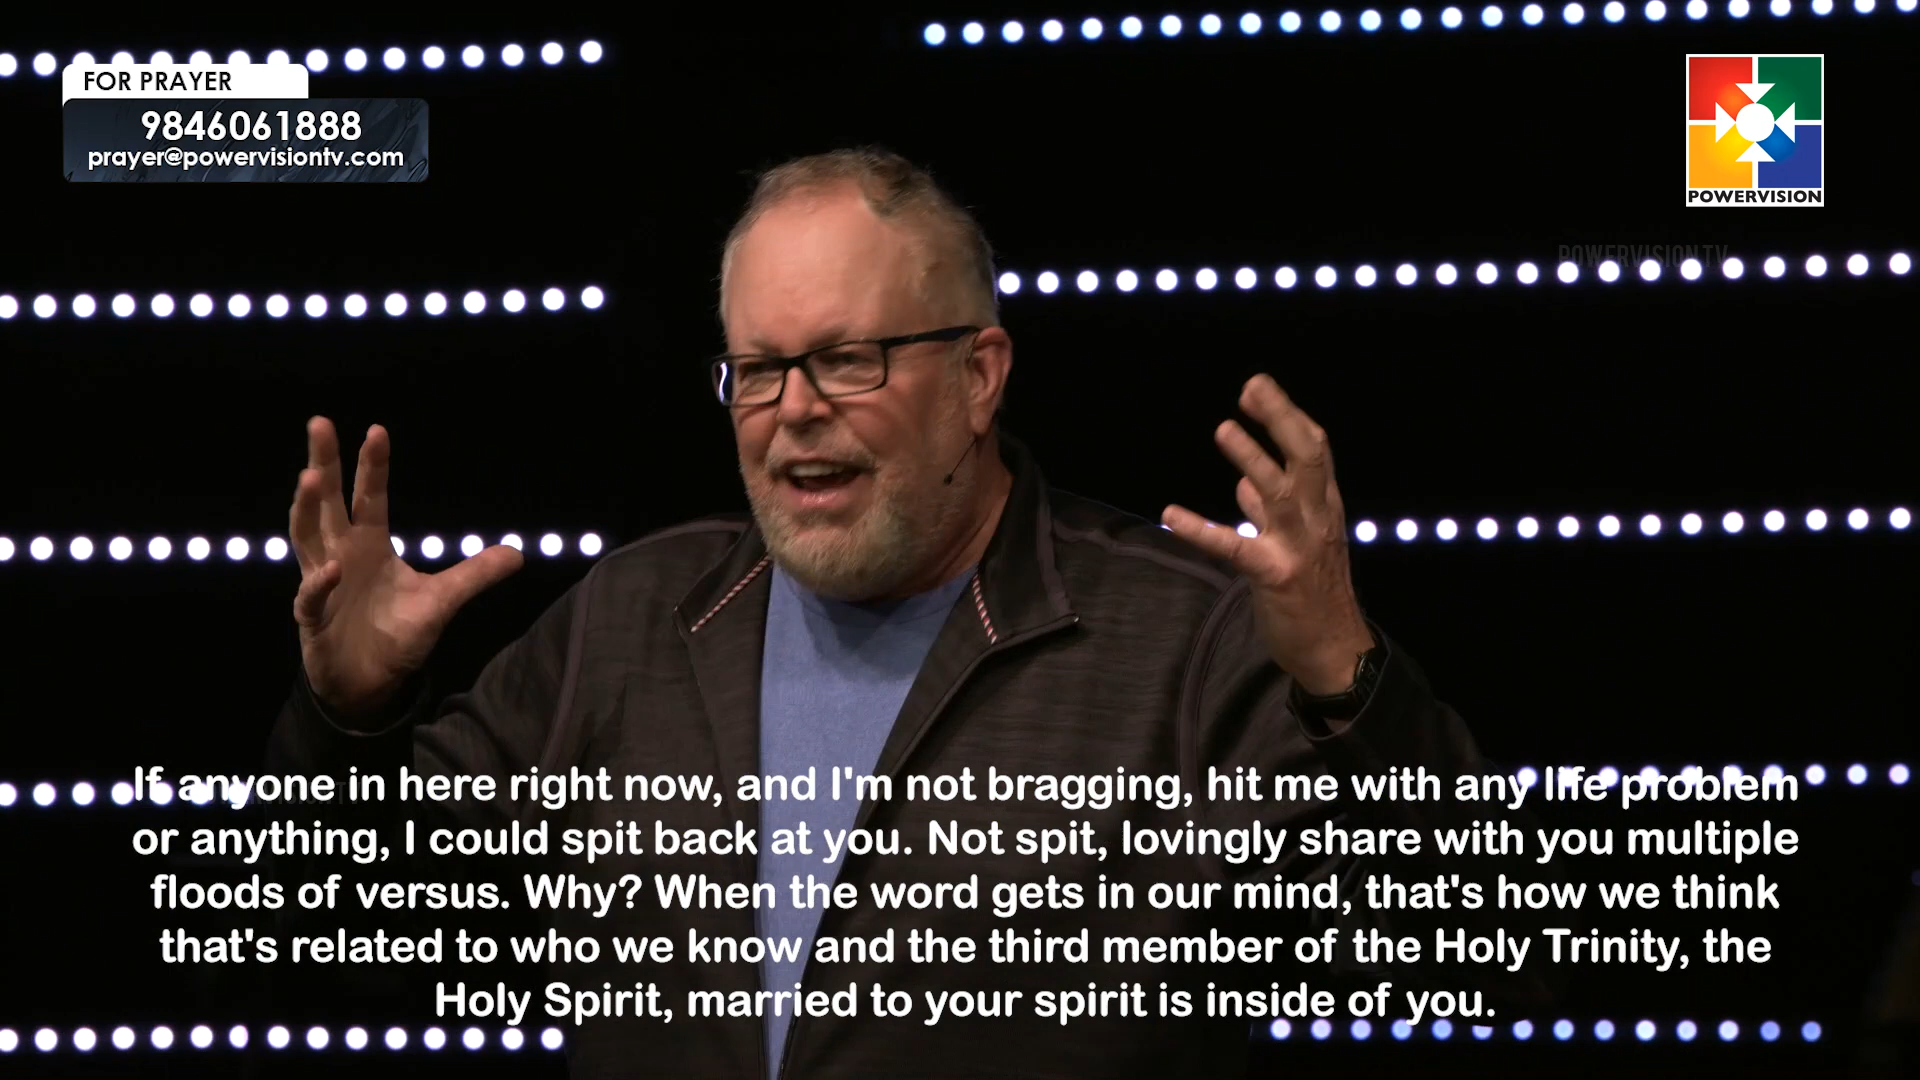 FOR PRAYER
9846061888
prayer@powervisiontv.com
POWERVISION
POWERVISION TV
If anyone in here right now, and I'm not bragging, hit me with any life problem
or anything, I could spit back at you. Not spit, lovingly share with you multiple
floods of versus. Why? When the word gets in our mind, that's how we think
that's related to who we know and the third member of the Holy Trinity, the
Holy Spirit, married to your spirit is inside of you.